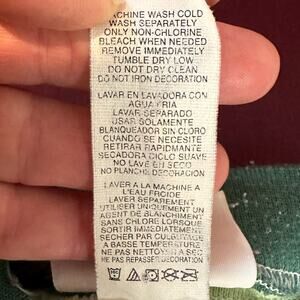 MACHINE WASH COLD
WASH SEPARATELY
ONLY NON-CHLORINE
BLEACH WHEN NEEDED
REMOVE IMMEDIATELY
TUMBLE DRY LOW
DO NOT DRY CLEAN
DO NOT IRON DECORATION
LAVAR EN LAVADORA CON
AGUA FRIA
LAVAR SEPARADO
USAR SOLAMENTE
BLANQUEADOR SIN CLORO
CUANDO SE NECESITE
RETIRAR RAPIDAMENTE
SECADORA CICLO SUAVE
NO LAVE EN SECO
NO PLANCHE DECORACION
LAVER A LA MACHINE A
L'EAU FROIDE
LAVER SEPAREMENT
UTILISER UNIQUEMENT UN
AGENT DE BLANCHIMENT
SANS CHLORE LORSQUE
SORTIR IMMEDIATEMENT
SECHER PAR CULBUTAGE
A BASSE TEMPERATURE
NE PAS NETTOYER A SEC
NE PAS REPASSER DECORATION